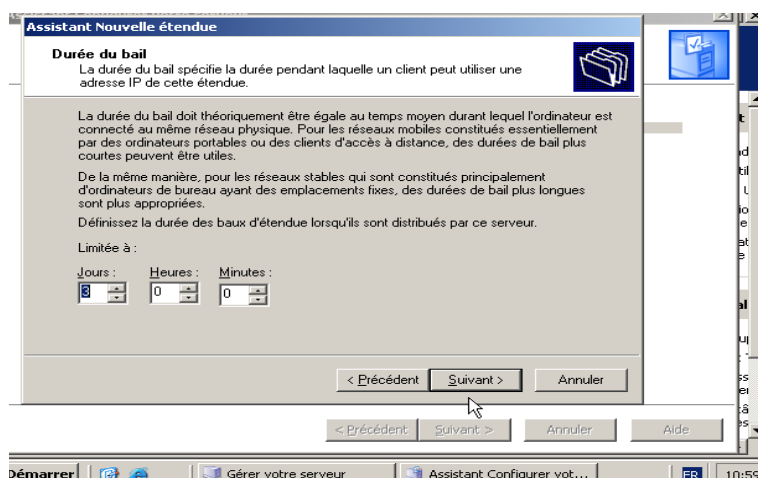 Assistant Nouvelle étendue
Durée du bail
La durée du bail spécifie la durée pendant laquelle un client peut utiliser une
adresse IP de cette étendue.
La durée du bail doit théoriquement être égale au temps moyen durant lequel l'ordinateur est
connecté au même réseau physique. Pour les réseaux mobiles constitués essentiellement
par des ordinateurs portables ou des clients d'accès à distance, des durées de bail plus
courtes peuvent être utiles.
De la même manière, pour les réseaux stables qui sont constitués principalement
d'ordinateurs de bureau ayant des emplacements fixes, des durées de bail plus longues
sont plus appropriées.
Définissez la durée des baux d'étendue lorsqu'ils sont distribués par ce serveur.
Limitée à :
Jours : Heures : Minutes :
8 0 0
< Précédent Suivant > Annuler
< Précédent Suivant > Annuler Aide
Démarrer Gérer votre serveur Assistant Configurer vot... FR 10:59